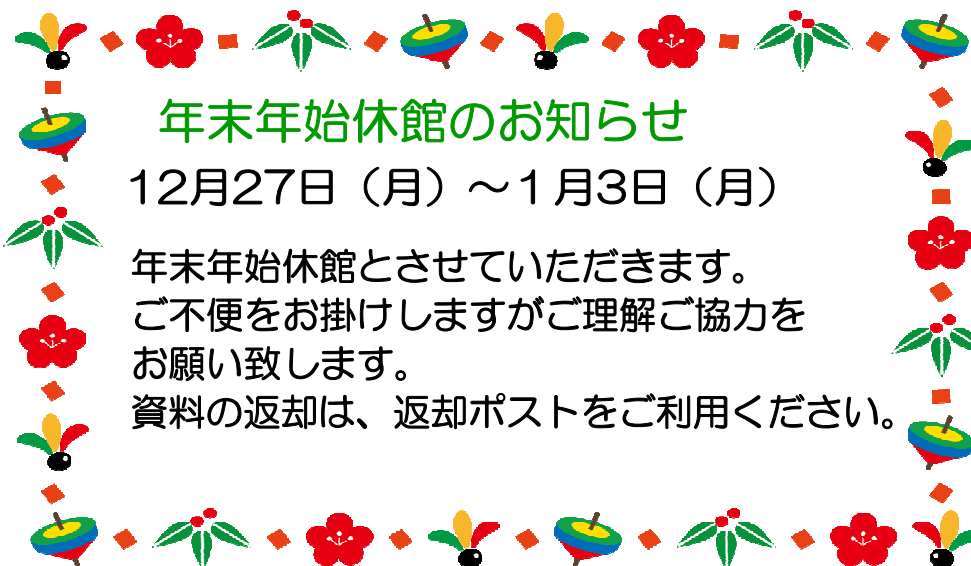 年末年始休館のお知らせ
12月27日（月）～１月3日（月）
年末年始休館とさせていただきます。
ご不便をお掛けしますがご理解ご協力を
お願い致します。
資料の返却は、返却ポストをご利用ください。